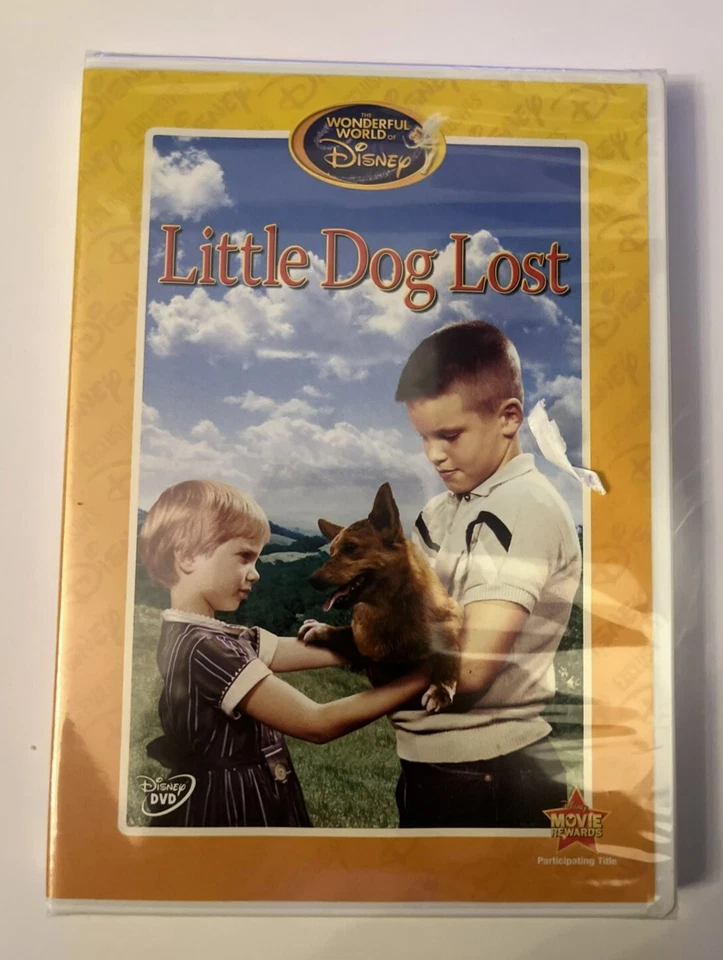 THE
WONDERFUL
WORLD OF
Disney
Little Dog Lost
Disney
DVD
MOVIE
REWARDS
Participating Title